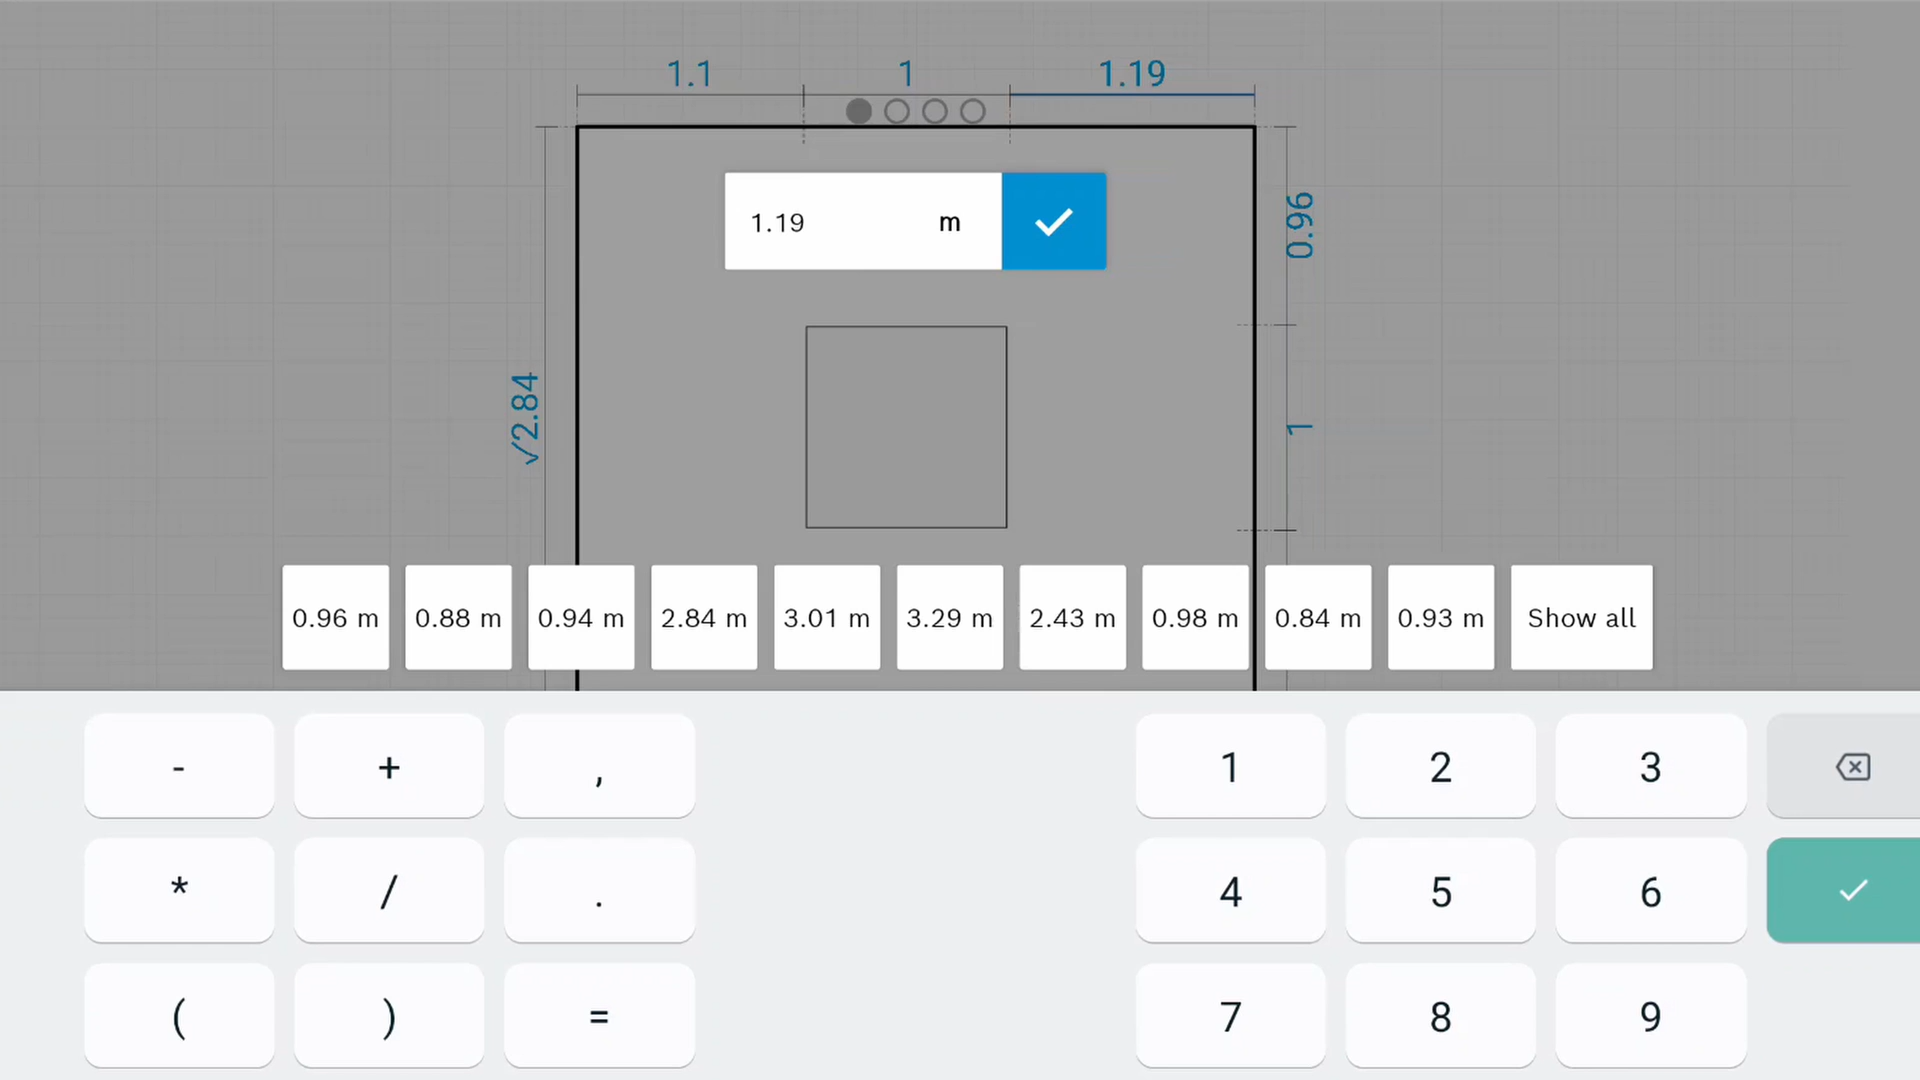 1.1 1 1.19
1.19 m
0.96
√2.84
1
0.96 m 0.88 m 0.94 m 2.84 m 3.01 m 3.29 m 2.43 m 0.98 m 0.84 m 0.93 m Show all
- + , 1 2 3
* / . 4 5 6
( ) = 7 8 9